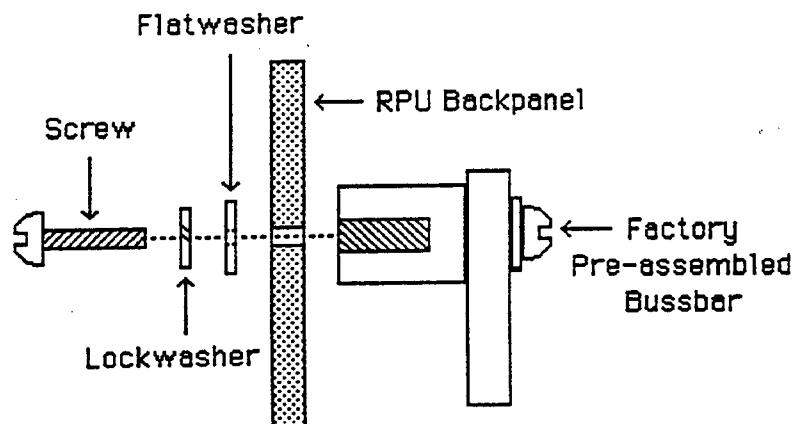 Flatwasher
RPU Backpanel
Screw
Factory
Pre-assembled
Bussbar
Lockwasher